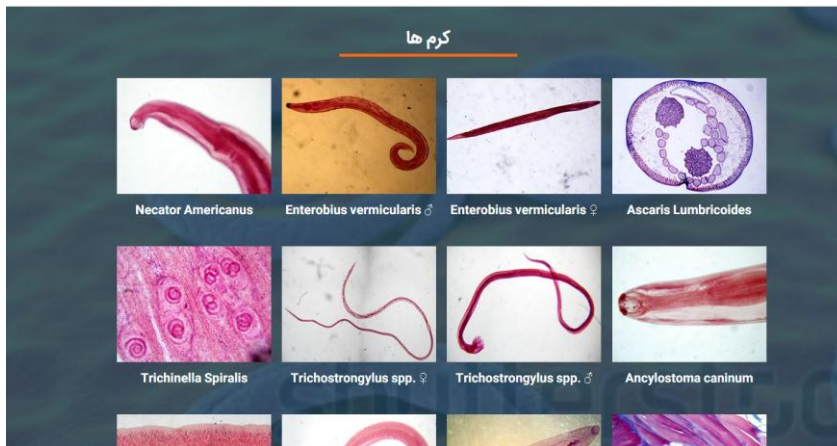 کرم ها
Necator Americanus
Enterobius vermicularis ♂
Enterobius vermicularis ♀
Ascaris Lumbricoides
Trichinella Spiralis
Trichostrongylus spp. ♀
Trichostrongylus spp. ♂
Ancylostoma caninum